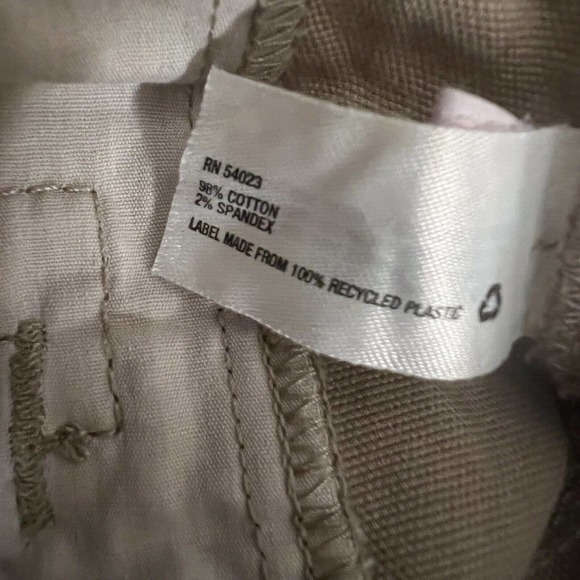 RN 54023
98% COTTON
2% SPANDEX
LABEL MADE FROM 100% RECYCLED PLASTIC